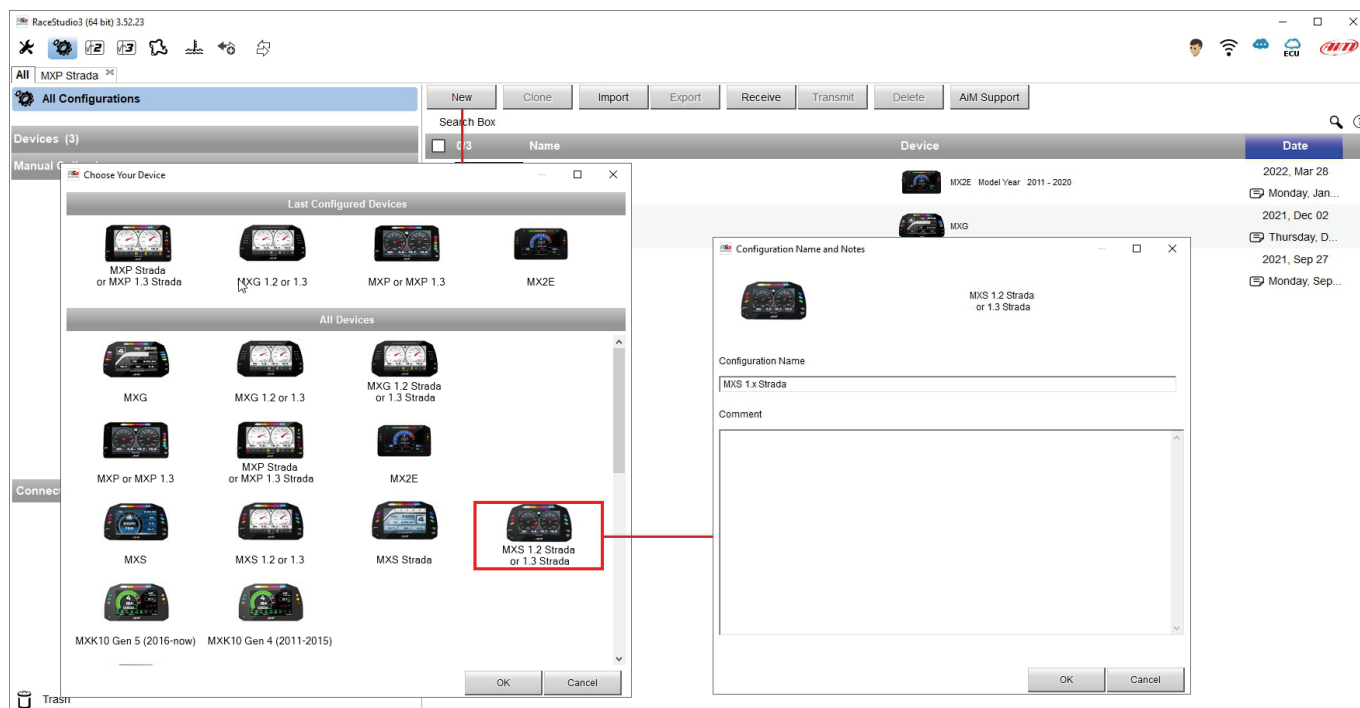 RaceStudio3 (64 bit) 3.52.23
ECU
AiM
All MXP Strada
All Configurations
New Clone Import Export Receive Transmit Delete AiM Support
Search Box
Devices (3)
0/3 Name Device Date
Manual
2022, Mar 28
MX2E Model Year 2011 - 2020
Monday, Jan...
2021, Dec 02
MXG
Thursday, D...
2021, Sep 27
Monday, Sep...
Choose Your Device
Last Configured Devices
MXP Strada
or MXP 1.3 Strada
MXG 1.2 or 1.3
MXP or MXP 1.3
MX2E
All Devices
MXG
MXG 1.2 or 1.3
MXG 1.2 Strada
or 1.3 Strada
MXP or MXP 1.3
MXP Strada
or MXP 1.3 Strada
MX2E
MXS
MXS 1.2 or 1.3
MXS Strada
MXS 1.2 Strada
or 1.3 Strada
MXK10 Gen 5 (2016-now)
MXK10 Gen 4 (2011-2015)
OK Cancel
Connec
Trash
Configuration Name and Notes
MXS 1.2 Strada
or 1.3 Strada
Configuration Name
MXS 1.x Strada
Comment
OK Cancel